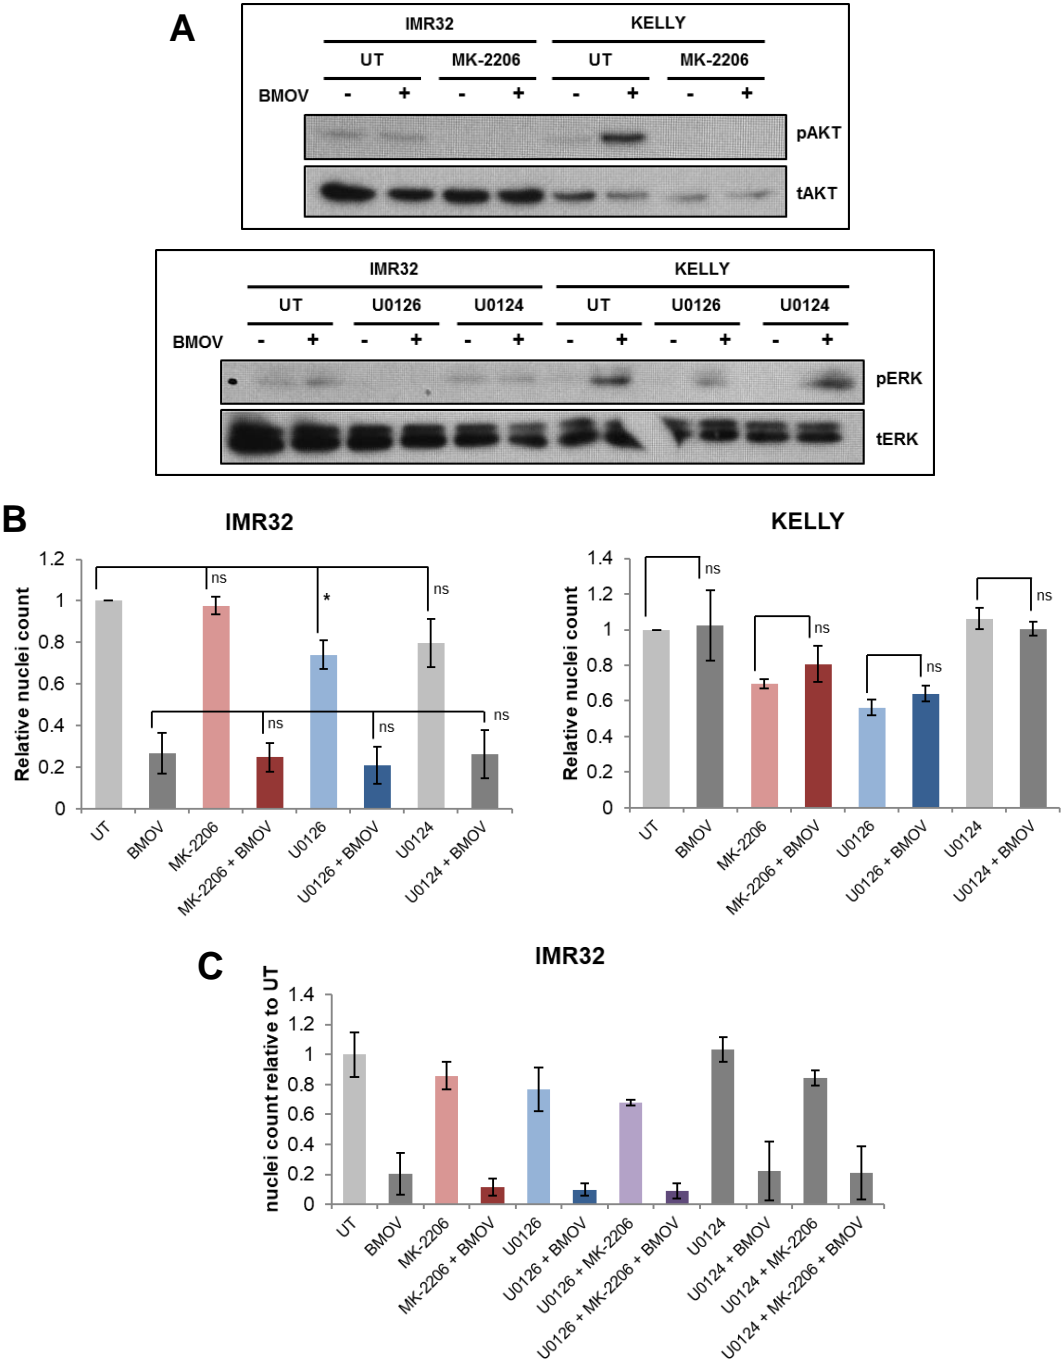 A
IMR32 KELLY
UT MK-2206 UT MK-2206
BMOV - + - + - + - +
pAKT
tAKT
IMR32 KELLY
UT U0126 U0124 UT U0126 U0124
BMOV - + - + - + - + - + - +
pERK
tERK
B
IMR32
Relative nuclei count
1.2
1
0.8
0.6
0.4
0.2
0
ns
*
ns
ns
ns
ns
UT
BMOV
MK-2206
MK-2206 + BMOV
U0126
U0126 + BMOV
U0124
U0124 + BMOV
KELLY
Relative nuclei count
1.4
1.2
1
0.8
0.6
0.4
0.2
0
ns
ns
ns
ns
UT
BMOV
MK-2206
MK-2206 + BMOV
U0126
U0126 + BMOV
U0124
U0124 + BMOV
C
IMR32
nuclei count relative to UT
1.4
1.2
1
0.8
0.6
0.4
0.2
0
UT
BMOV
MK-2206
MK-2206 + BMOV
U0126
U0126 + BMOV
U0126 + MK-2206
U0126 + MK-2206 + BMOV
U0124
U0124 + BMOV
U0124 + MK-2206
U0124 + MK-2206 + BMOV